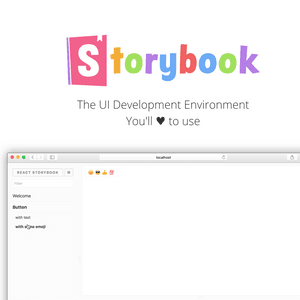 Storybook
The UI Development Environment
You'll ♥ to use
localhost
REACT STORYBOOK
Filter
Welcome
Button
with text
with some emoji
😀 😎 👍 💯